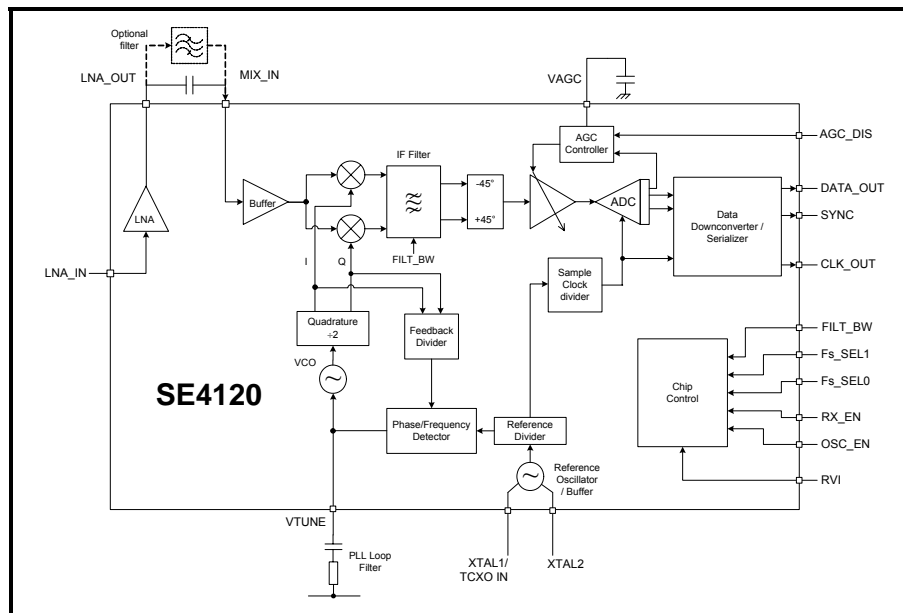 Optional
filter
LNA_OUT
MIX_IN
VAGC
AGC
Controller
AGC_DIS
IF Filter
LNA
Buffer
-45°
+45°
ADC
Data
Downconverter /
Serializer
DATA_OUT
SYNC
CLK_OUT
LNA_IN
I
Q
FILT_BW
Sample
Clock
divider
Quadrature
÷2
Feedback
Divider
VCO
SE4120
Phase/Frequency
Detector
Reference
Divider
Chip
Control
FILT_BW
Fs_SEL1
Fs_SEL0
RX_EN
OSC_EN
RVI
Reference
Oscillator
/ Buffer
VTUNE
PLL Loop
Filter
XTAL1/
TCXO IN
XTAL2